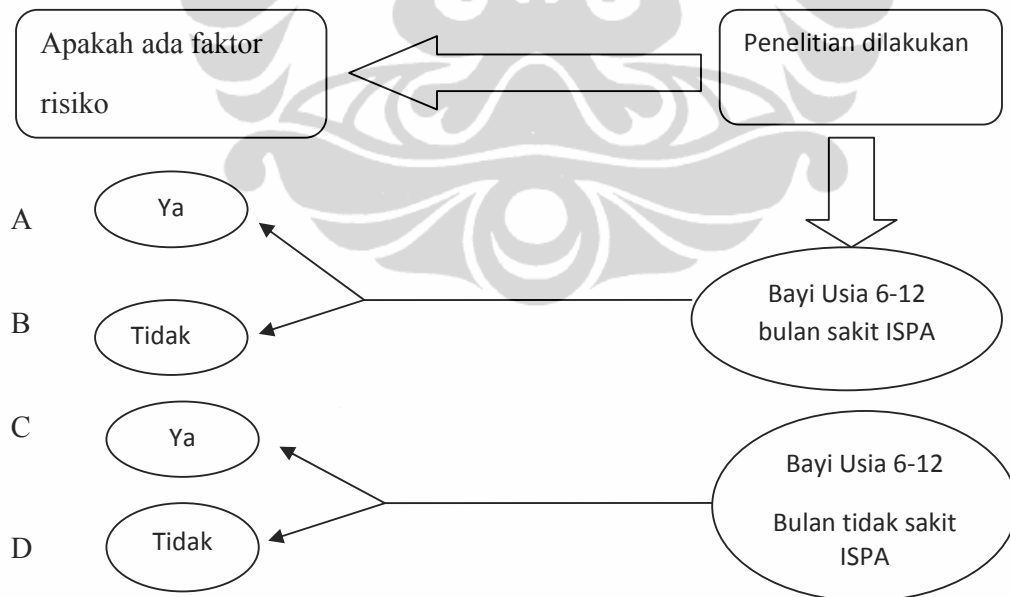 Apakah ada faktor
risiko
Penelitian dilakukan
A
Ya
B
Tidak
Bayi Usia 6-12
bulan sakit ISPA
C
Ya
D
Tidak
Bayi Usia 6-12
Bulan tidak sakit
ISPA